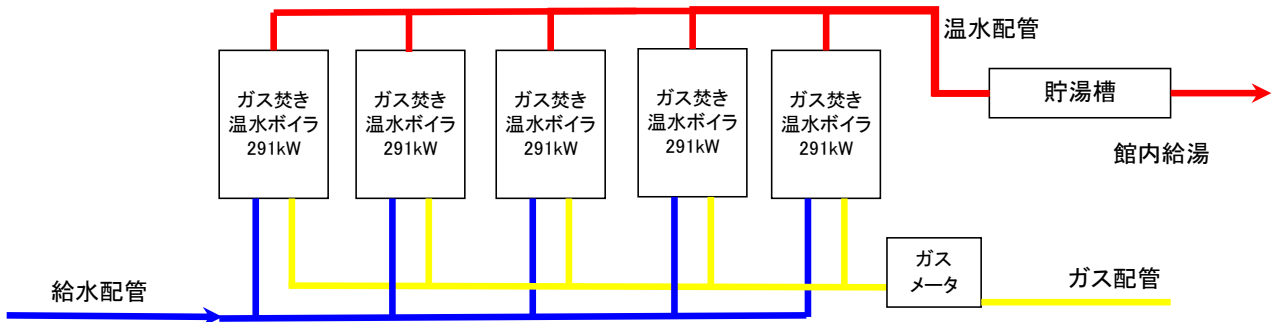 温水配管
ガス焚き
温水ボイラ
291kW
ガス焚き
温水ボイラ
291kW
ガス焚き
温水ボイラ
291kW
ガス焚き
温水ボイラ
291kW
ガス焚き
温水ボイラ
291kW
貯湯槽
館内給湯
ガス
メータ
ガス配管
給水配管